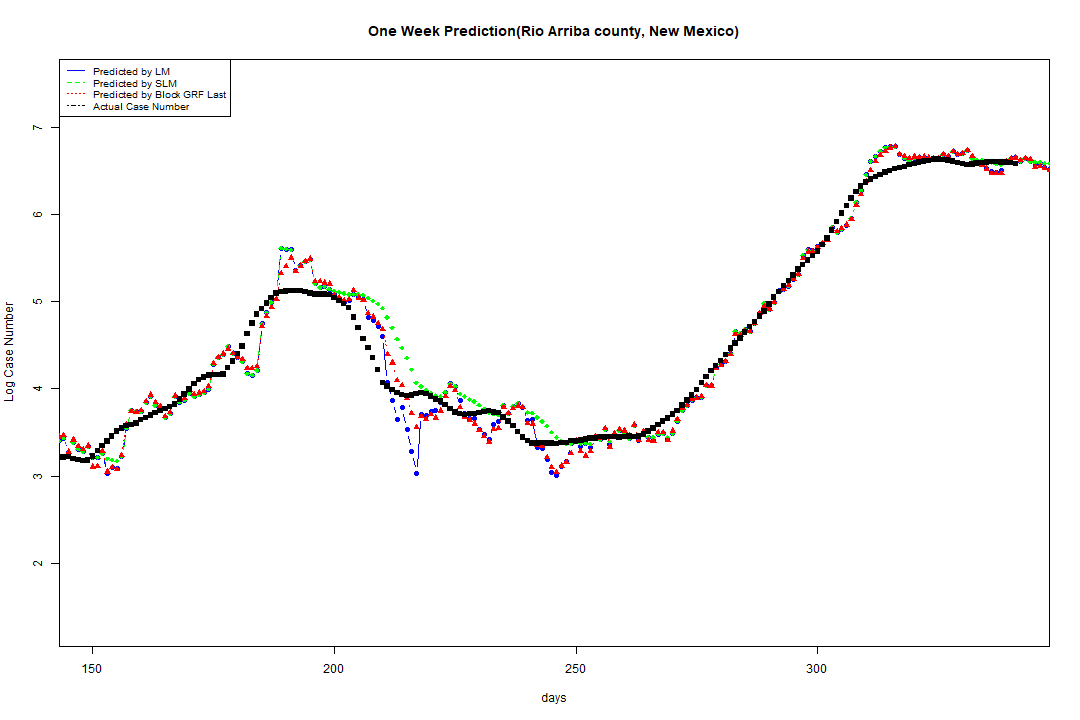 One Week Prediction(Rio Arriba county, New Mexico)
Predicted by LM
Predicted by SLM
Predicted by Block GRF Last
Actual Case Number
7
6
5
4
3
2
Log Case Number
150 200 250 300
days